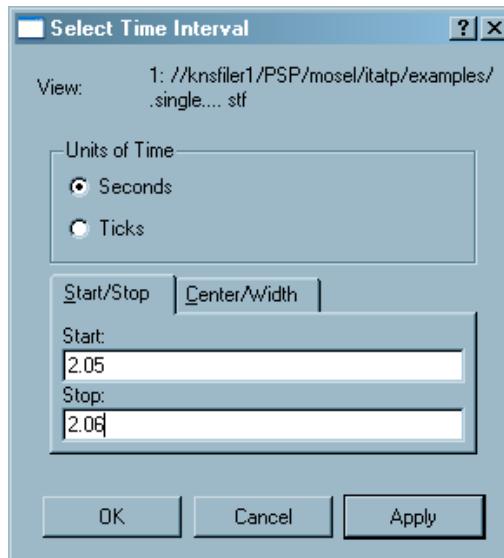 Select Time Interval
View: 1: //knsfiler1/PSP/mosel/itatp/examples/
.single.... stf
Units of Time
Seconds
Ticks
Start/Stop Center/Width
Start:
2.05
Stop:
2.06
OK Cancel Apply